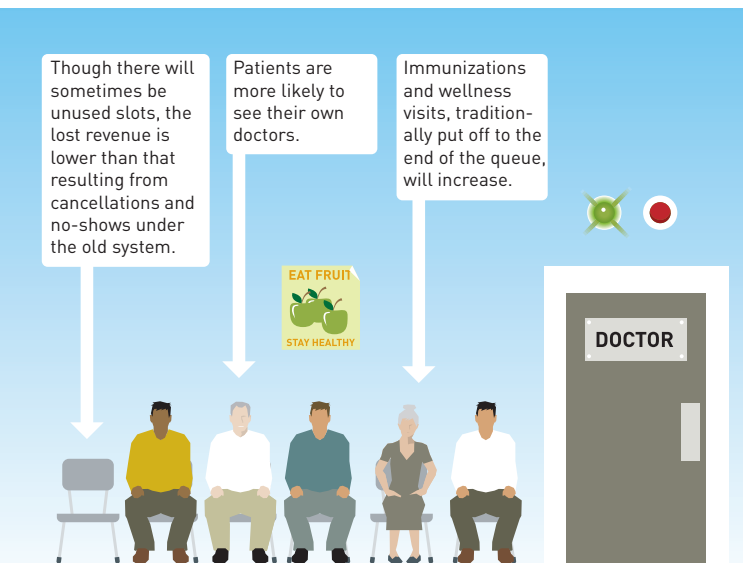 Though there will
sometimes be
unused slots, the
lost revenue is
lower than that
resulting from
cancellations and
no-shows under
the old system.
Patients are
more likely to
see their own
doctors.
Immunizations
and wellness
visits, tradition-
ally put off to the
end of the queue,
will increase.
EAT FRUIT
STAY HEALTHY
DOCTOR